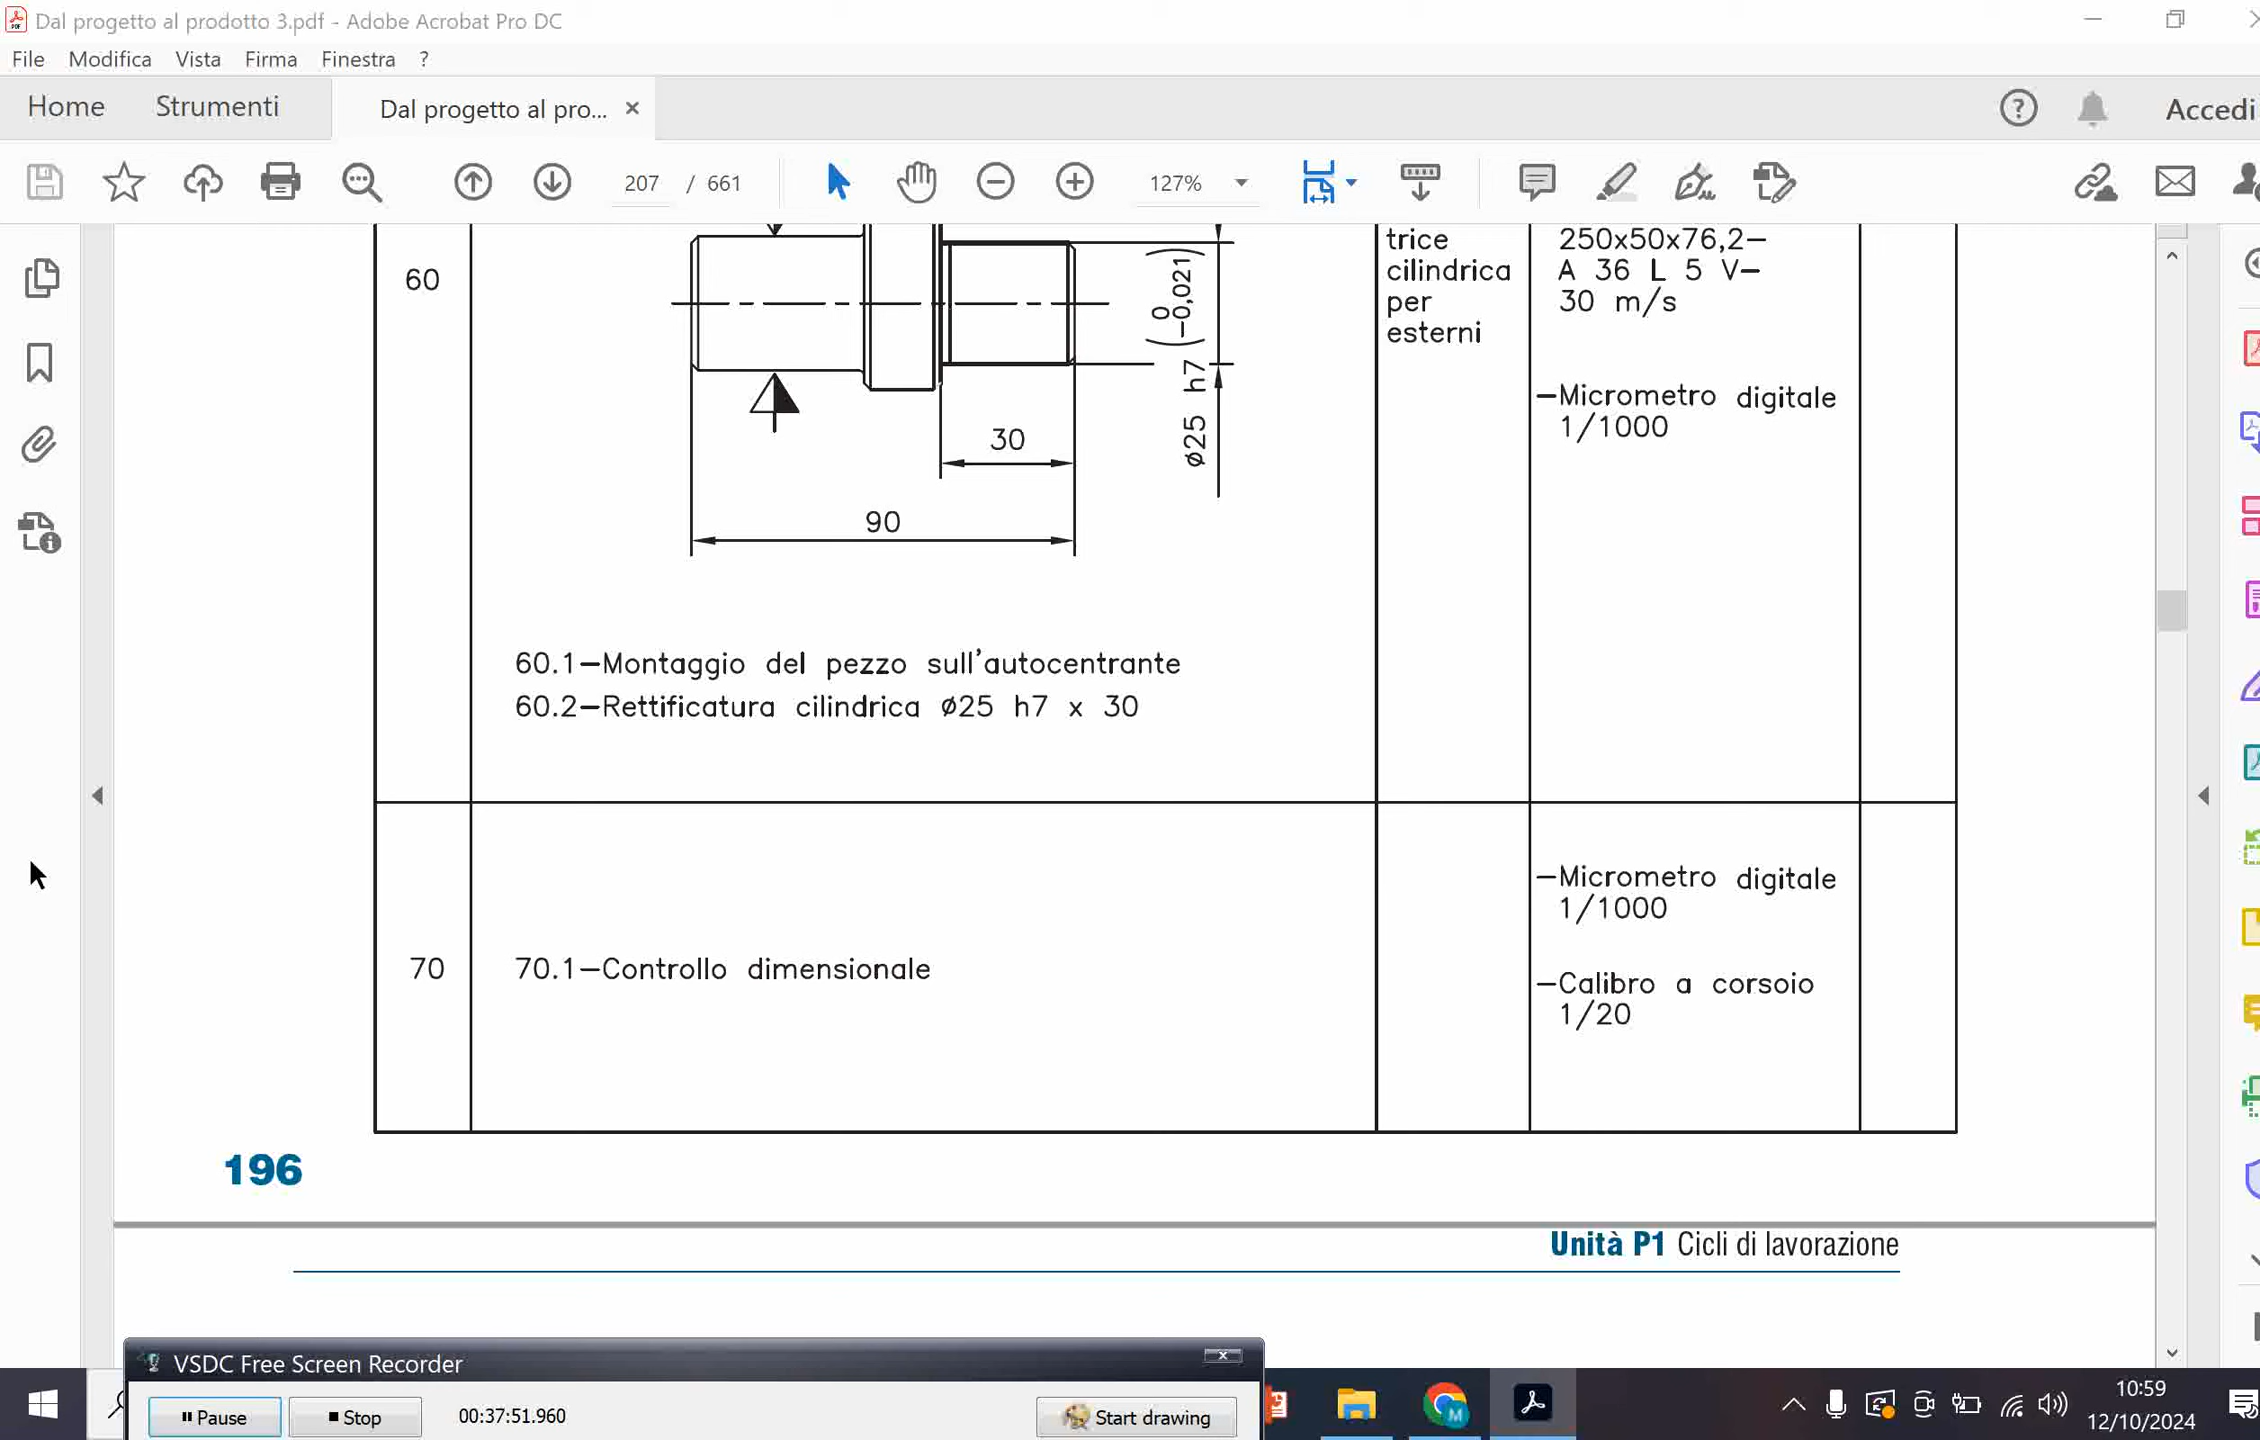 Dal progetto al prodotto 3.pdf - Adobe Acrobat Pro DC
File Modifica Vista Firma Finestra ?
Home Strumenti Dal progetto al pro... ×
Accedi
207 / 661 127%
60
trice
cilindrica
per
esterni
250x50x76,2–
A 36 L 5 V–
30 m/s
–Micrometro digitale
1/1000
ø25 h7 ( 0 –0,021)
30
90
60.1–Montaggio del pezzo sull'autocentrante
60.2–Rettificatura cilindrica ø25 h7 x 30
70
70.1–Controllo dimensionale
–Micrometro digitale
1/1000
–Calibro a corsoio
1/20
196
Unità P1 Cicli di lavorazione
VSDC Free Screen Recorder
Pause Stop 00:37:51.960 Start drawing
10:59
12/10/2024